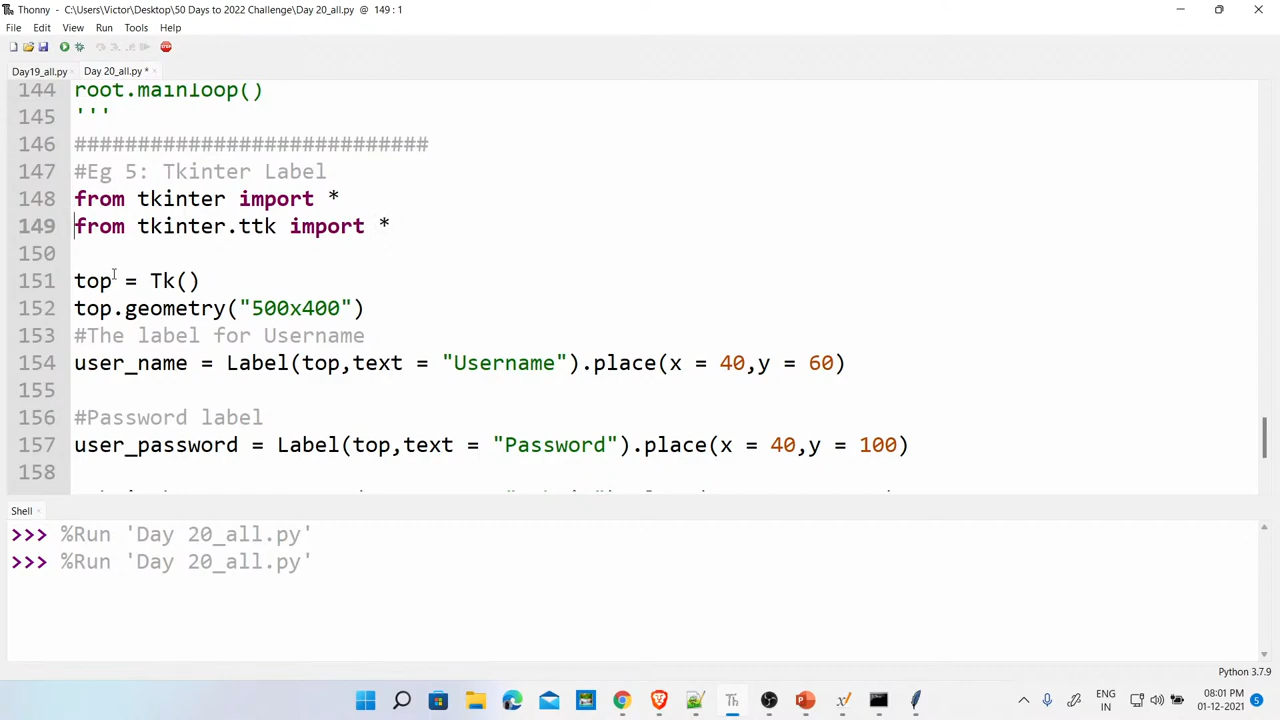 Thonny - C:\Users\Victor\Desktop\50 Days to 2022 Challenge\Day 20_all.py @ 149 : 1
File Edit View Run Tools Help
Day19_all.py × Day 20_all.py * ×
144 root.mainloop()
145 '''
146 ############################
147 #Eg 5: Tkinter Label
148 from tkinter import *
149 from tkinter.ttk import *
150
151 top = Tk()
152 top.geometry("500x400")
153 #The label for Username
154 user_name = Label(top,text = "Username").place(x = 40,y = 60)
155
156 #Password label
157 user_password = Label(top,text = "Password").place(x = 40,y = 100)
158
Shell ×
>>> %Run 'Day 20_all.py'
>>> %Run 'Day 20_all.py'
Python 3.7.9
ENG
IN
08:01 PM
01-12-2021
5